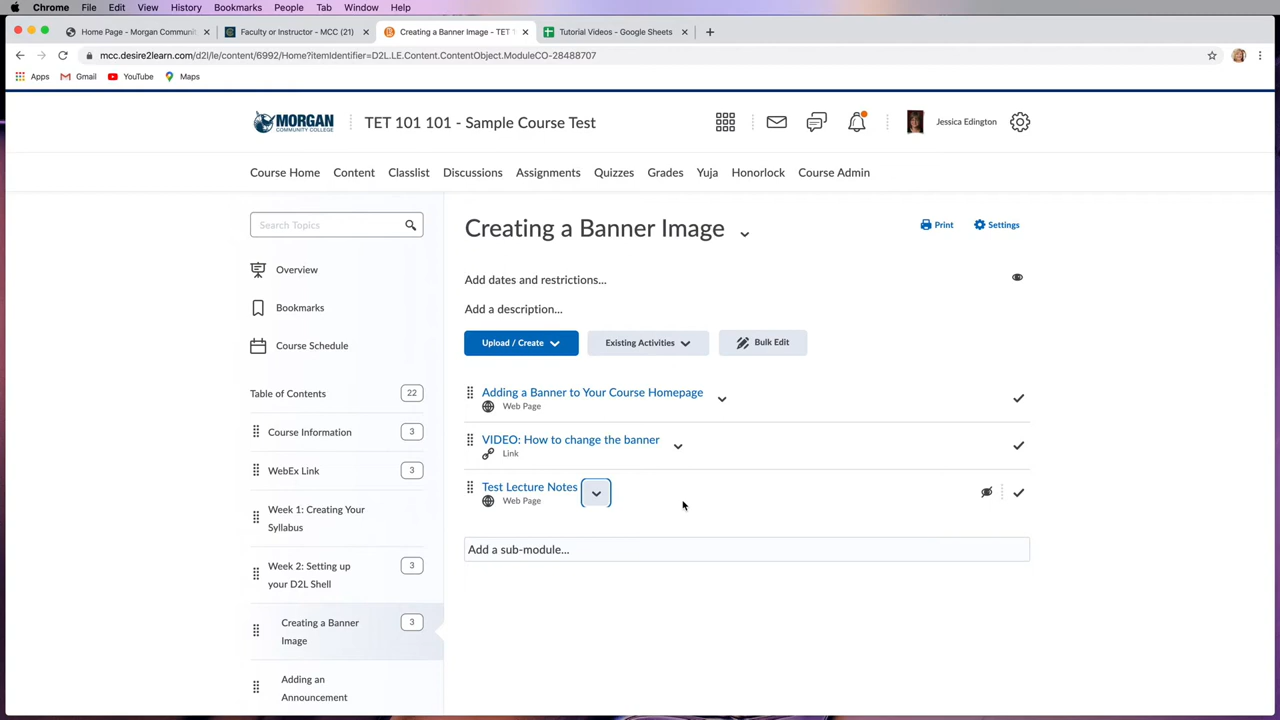 Chrome File Edit View History Bookmarks People Tab Window Help
Home Page - Morgan Communi
Faculty or Instructor - MCC (21)
Creating a Banner Image - TET
Tutorial Videos - Google Sheets
mcc.desire2learn.com/d2l/le/content/6992/Home?itemIdentifier=D2L.LE.Content.ContentObject.ModuleCO-28488707
Apps Gmail YouTube Maps
MORGAN
COMMUNITY COLLEGE
TET 101 101 - Sample Course Test
Jessica Edington
Course Home Content Classlist Discussions Assignments Quizzes Grades Yuja Honorlock Course Admin
Search Topics
Overview
Bookmarks
Course Schedule
Table of Contents 22
Course Information 3
WebEx Link 3
Week 1: Creating Your
Syllabus
Week 2: Setting up
your D2L Shell
3
Creating a Banner
Image
3
Adding an
Announcement
Creating a Banner Image
Print Settings
Add dates and restrictions...
Add a description...
Upload / Create Existing Activities Bulk Edit
Adding a Banner to Your Course Homepage
Web Page
VIDEO: How to change the banner
Link
Test Lecture Notes
Web Page
Add a sub-module...